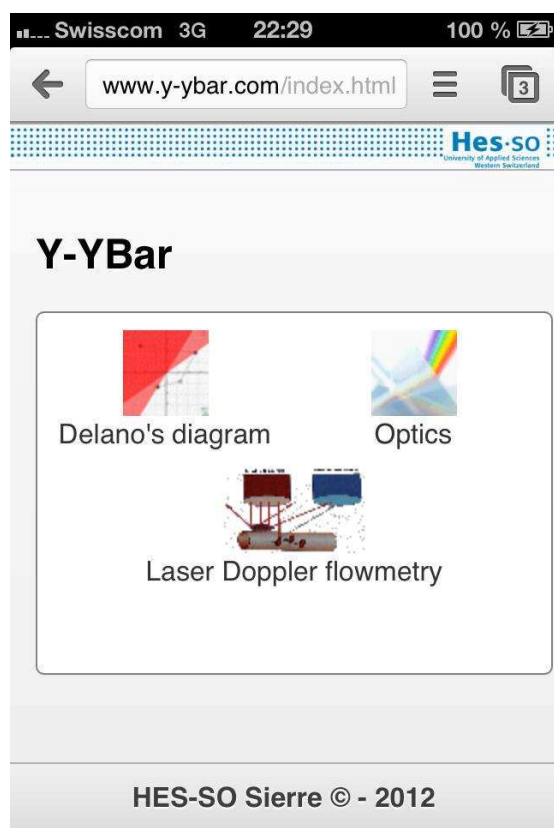 Swisscom 3G 22:29 100 %
www.y-ybar.com/index.html 3
Hes·so
University of Applied Sciences
Western Switzerland
Y-YBar
Delano's diagram Optics
Laser Doppler flowmetry
HES-SO Sierre © - 2012